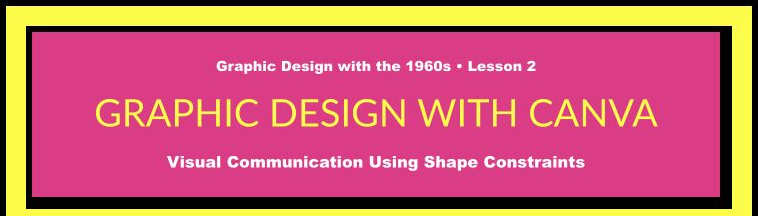 Graphic Design with the 1960s • Lesson 2
GRAPHIC DESIGN WITH CANVA
Visual Communication Using Shape Constraints